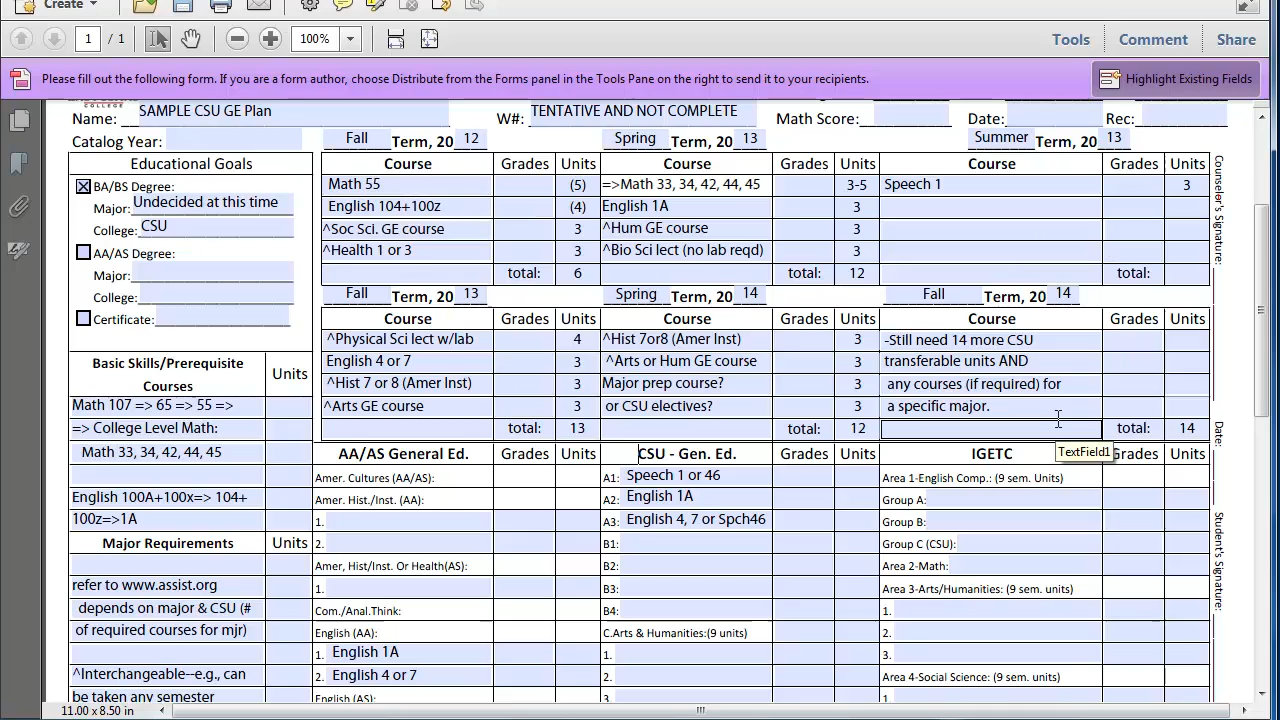 Create
1 / 1
100%
Tools
Comment
Share
Please fill out the following form. If you are a form author, choose Distribute from the Forms panel in the Tools Pane on the right to send it to your recipients.
Highlight Existing Fields
COLLEGE
Name: SAMPLE CSU GE Plan W#: TENTATIVE AND NOT COMPLETE Math Score: Date: Rec:
Catalog Year: Fall Term, 20 12 Spring Term, 20 13 Summer Term, 20 13
Educational Goals Course Grades Units Course Grades Units Course Grades Units
BA/BS Degree: Math 55 (5) =>Math 33, 34, 42, 44, 45 3-5 Speech 1 3
Major: Undecided at this time English 104+100z (4) English 1A 3
College: CSU ^Soc Sci. GE course 3 ^Hum GE course 3
AA/AS Degree: ^Health 1 or 3 3 ^Bio Sci lect (no lab reqd) 3
Major: total: 6 total: 12 total:
College: Fall Term, 20 13 Spring Term, 20 14 Fall Term, 20 14
Certificate: Course Grades Units Course Grades Units Course Grades Units
^Physical Sci lect w/lab 4 ^Hist 7or8 (Amer Inst) 3 -Still need 14 more CSU
Basic Skills/Prerequisite Courses Units English 4 or 7 3 ^Arts or Hum GE course 3 transferable units AND
^Hist 7 or 8 (Amer Inst) 3 Major prep course? 3 any courses (if required) for
Math 107 => 65 => 55 => ^Arts GE course 3 or CSU electives? 3 a specific major.
=> College Level Math: total: 13 total: 12 total: 14
TextField1
Math 33, 34, 42, 44, 45 AA/AS General Ed. Units CSU - Gen. Ed. Units IGETC Grades Units
Amer. Cultures (AA/AS): A1: Speech 1 or 46 Area 1-English Comp.: (9 sem. Units)
English 100A+100x=> 104+ Amer. Hist./Inst. (AA): A2: English 1A Group A:
100z=>1A 1. A3: English 4, 7 or Spch46 Group B:
Major Requirements Units 2. B1: Group C (CSU):
Amer, Hist/Inst. Or Health(AS): B2: Area 2-Math:
refer to www.assist.org 1. B3: Area 3-Arts/Humanities: (9 sem. units)
depends on major & CSU (# Com./Anal.Think: B4: 1.
of required courses for mjr) English (AA): C.Arts & Humanities:(9 units) 2.
1. English 1A 1. 3.
^Interchangeable--e.g., can 2. English 4 or 7 2. Area 4-Social Science: (9 sem. units)
be taken any semester English (AS): 3. 1.
Counselor's Signature:
Date:
Student's Signature:
11.00 x 8.50 in